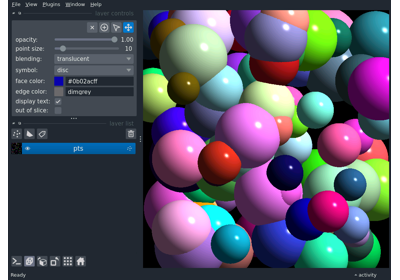 File View Plugins Window Help
layer controls
opacity: 1.00
point size: 10
blending: translucent
symbol: disc
face color: #0b02acff
edge color: dimgrey
display text:
out of slice:
layer list
pts
activity